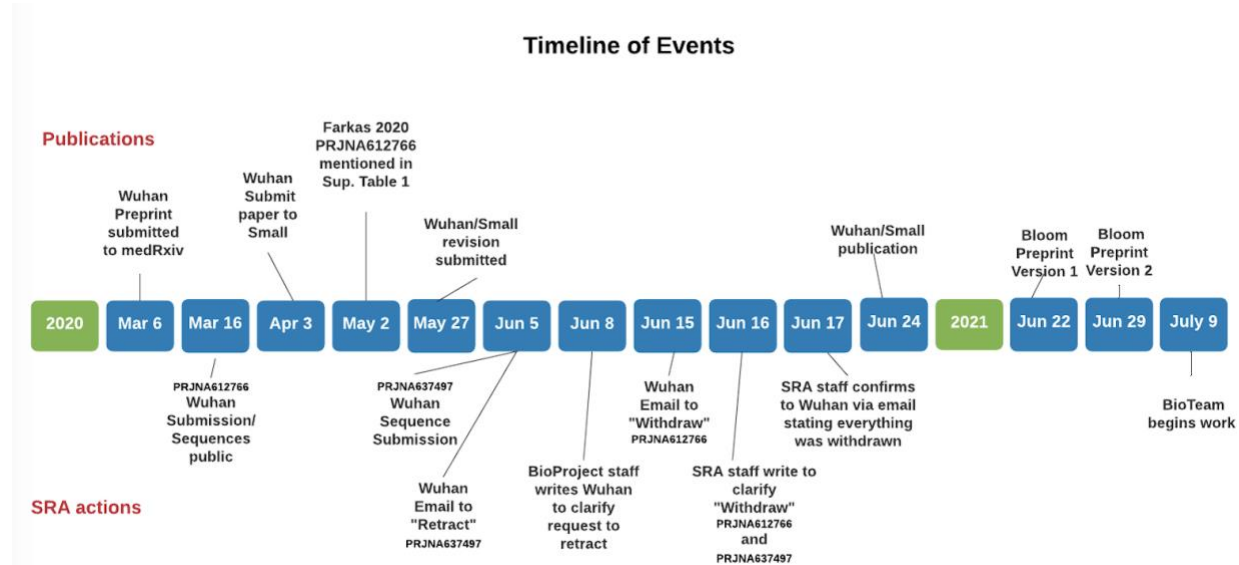 Timeline of Events
Publications
Wuhan
Preprint
submitted
to medRxiv
Wuhan
Submit
paper to
Small
Farkas 2020
PRJNA612766
mentioned in
Sup. Table 1
Wuhan/Small
revision
submitted
Wuhan/Small
publication
Bloom
Preprint
Version 1
Bloom
Preprint
Version 2
2020
Mar 6
Mar 16
Apr 3
May 2
May 27
Jun 5
Jun 8
Jun 15
Jun 16
Jun 17
Jun 24
2021
Jun 22
Jun 29
July 9
PRJNA612766
Wuhan
Submission/
Sequences
public
PRJNA637497
Wuhan
Sequence
Submission
Wuhan
Email to
"Retract"
PRJNA637497
BioProject staff
writes Wuhan
to clarify
request to
retract
Wuhan
Email to
"Withdraw"
PRJNA612766
SRA staff write to
clarify
"Withdraw"
PRJNA612766
and
PRJNA637497
SRA staff confirms
to Wuhan via email
stating everything
was withdrawn
BioTeam
begins work
SRA actions